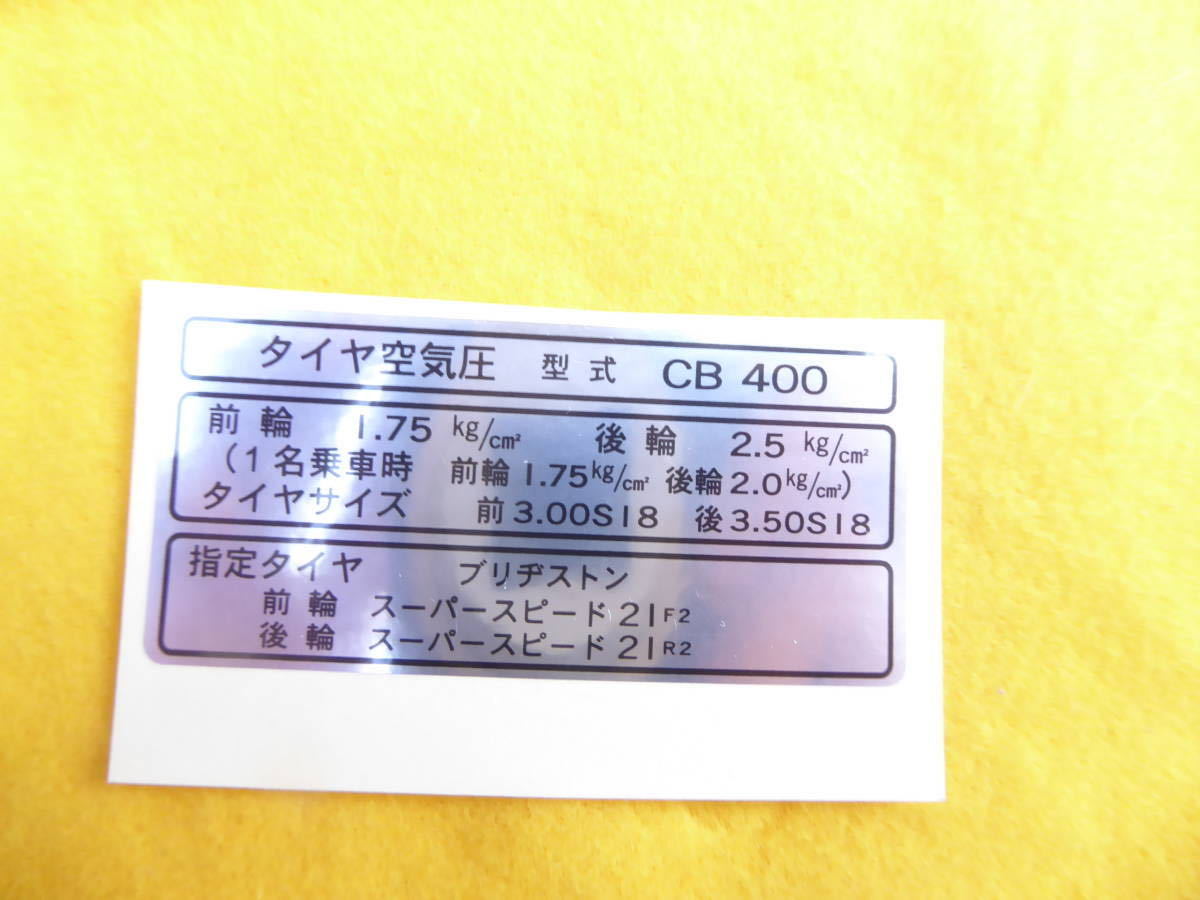 タイヤ空気圧 型式 CB 400
前輪 1.75 kg/cm² 後輪 2.5 kg/cm²
(1名乗車時 前輪1.75kg/cm² 後輪2.0kg/cm²)
タイヤサイズ 前3.00S18 後3.50S18
指定タイヤ ブリヂストン
前輪 スーパースピード21F2
後輪 スーパースピード21R2